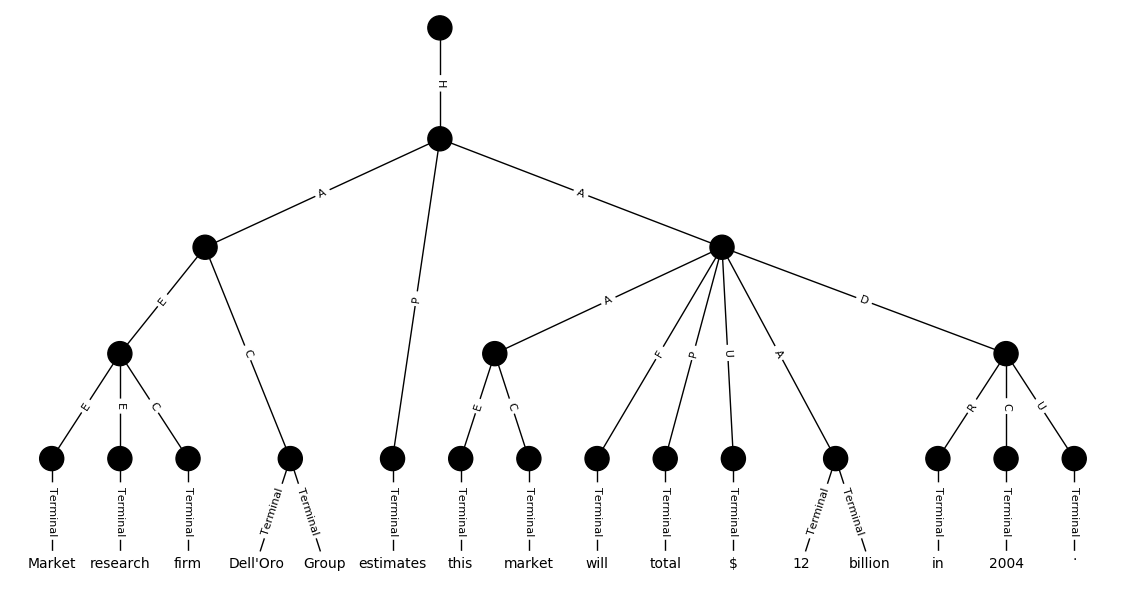 H
A A
E C P A F P U A D
E E C E C R C U
Terminal Terminal Terminal Terminal Terminal Terminal Terminal Terminal Terminal Terminal Terminal Terminal Terminal Terminal Terminal Terminal
Market research firm Dell'Oro Group estimates this market will total $ 12 billion in 2004 .